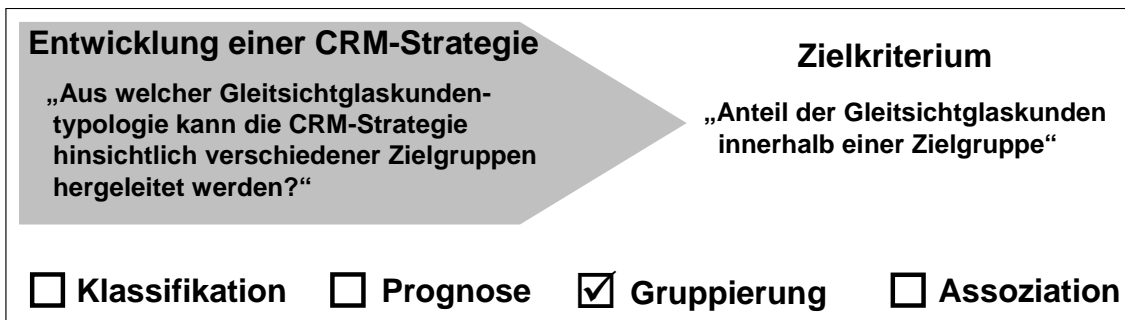 Entwicklung einer CRM-Strategie
„Aus welcher Gleitsichtglaskunden-
typologie kann die CRM-Strategie
hinsichtlich verschiedener Zielgruppen
hergeleitet werden?“
Zielkriterium
„Anteil der Gleitsichtglaskunden
innerhalb einer Zielgruppe“
☐ Klassifikation ☐ Prognose ☑ Gruppierung ☐ Assoziation